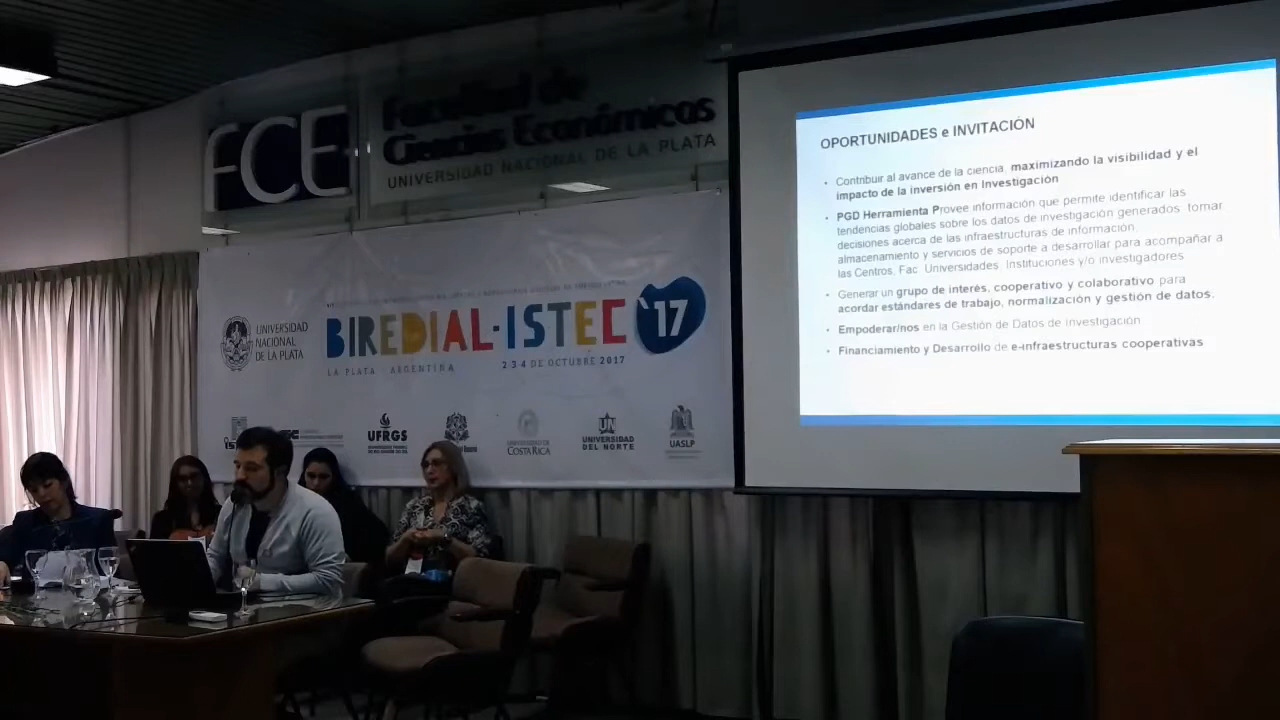 FCE
Facultad de
Ciencias Económicas
UNIVERSIDAD NACIONAL DE LA PLATA
UNIVERSIDAD
NACIONAL
DE LA PLATA
BIREDIAL-ISTEC '17
LA PLATA - ARGENTINA
2·3·4 DE OCTUBRE 2017
UFRGS
UNIVERSIDAD DE
COSTA RICA
UN
UNIVERSIDAD
DEL NORTE
UASLP
OPORTUNIDADES e INVITACIÓN
• Contribuir al avance de la ciencia, maximizando la visibilidad y el
impacto de la inversión en Investigación
• PGD Herramienta Provee información que permite identificar las
tendencias globales sobre los datos de investigación generados, tomar
decisiones acerca de las infraestructuras de información,
almacenamiento y servicios de soporte a desarrollar para acompañar a
las Centros, Fac. Universidades, Instituciones y/o investigadores
• Generar un grupo de interés, cooperativo y colaborativo para
acordar estándares de trabajo, normalización y gestión de datos.
• Empoderar/nos en la Gestión de Datos de Investigación
• Financiamiento y Desarrollo de e-infraestructuras cooperativas